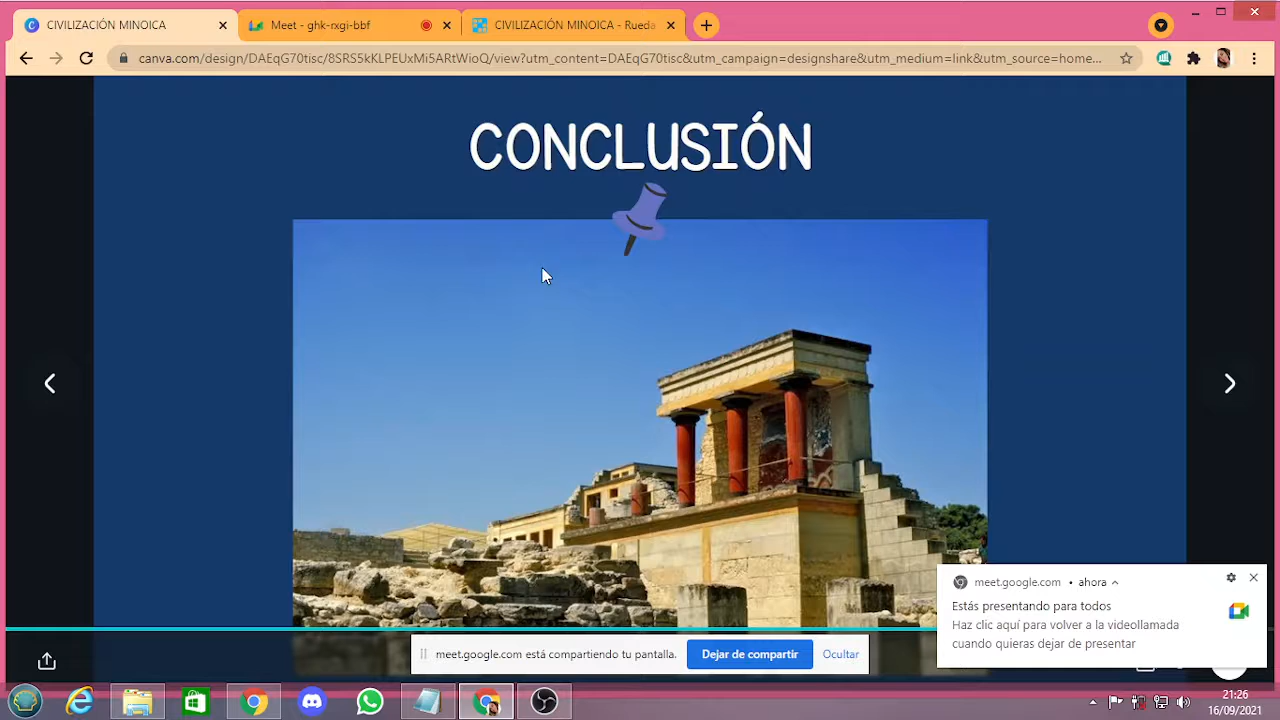 CIVILIZACIÓN MINOICA
Meet - ghk-rxgi-bbf
CIVILIZACIÓN MINOICA - Rueda
canva.com/design/DAEqG70tisc/8SRS5kKLPEUxMiEARtWinQ/view?utm_content=DAEqG70tisc&utm_campaign=designshare&utm_medium=link&utm_source=home...
CONCLUSIÓN
meet.google.com • ahora
Estás presentando para todos
Haz clic aquí para volver a la videollamada
cuando quieras dejar de presentar
meet.google.com está compartiendo tu pantalla.
Dejar de compartir
Ocultar
21:26
16/09/2021